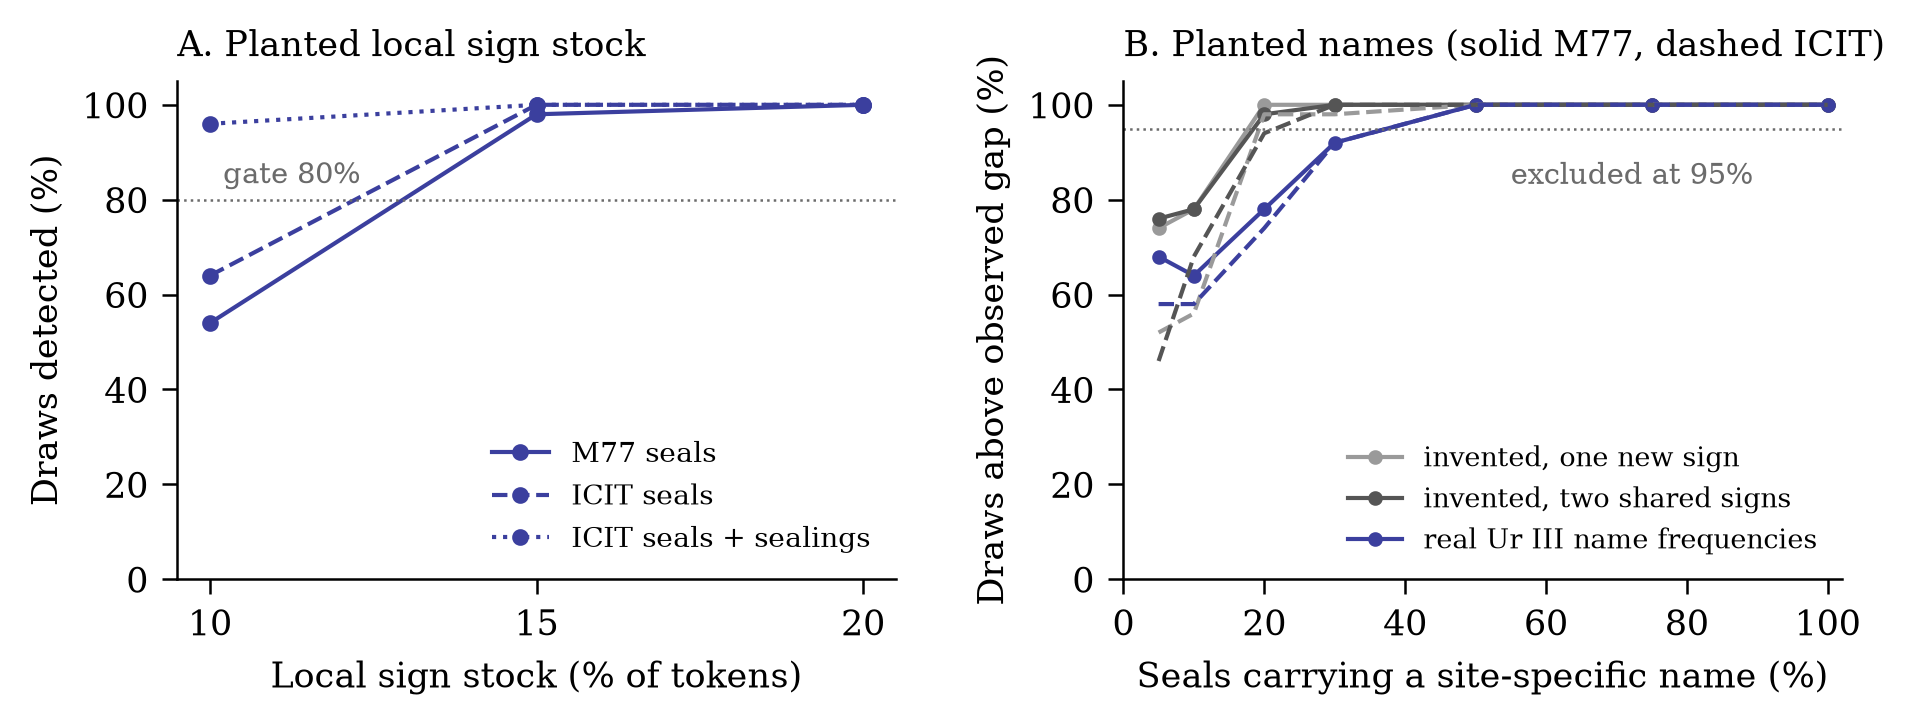 A. Planted local sign stock
Draws detected (%)
100
80
60
40
20
0
gate 80%
M77 seals
ICIT seals
ICIT seals + sealings
10 15 20
Local sign stock (% of tokens)
B. Planted names (solid M77, dashed ICIT)
Draws above observed gap (%)
100
80
60
40
20
0
excluded at 95%
invented, one new sign
invented, two shared signs
real Ur III name frequencies
0 20 40 60 80 100
Seals carrying a site-specific name (%)